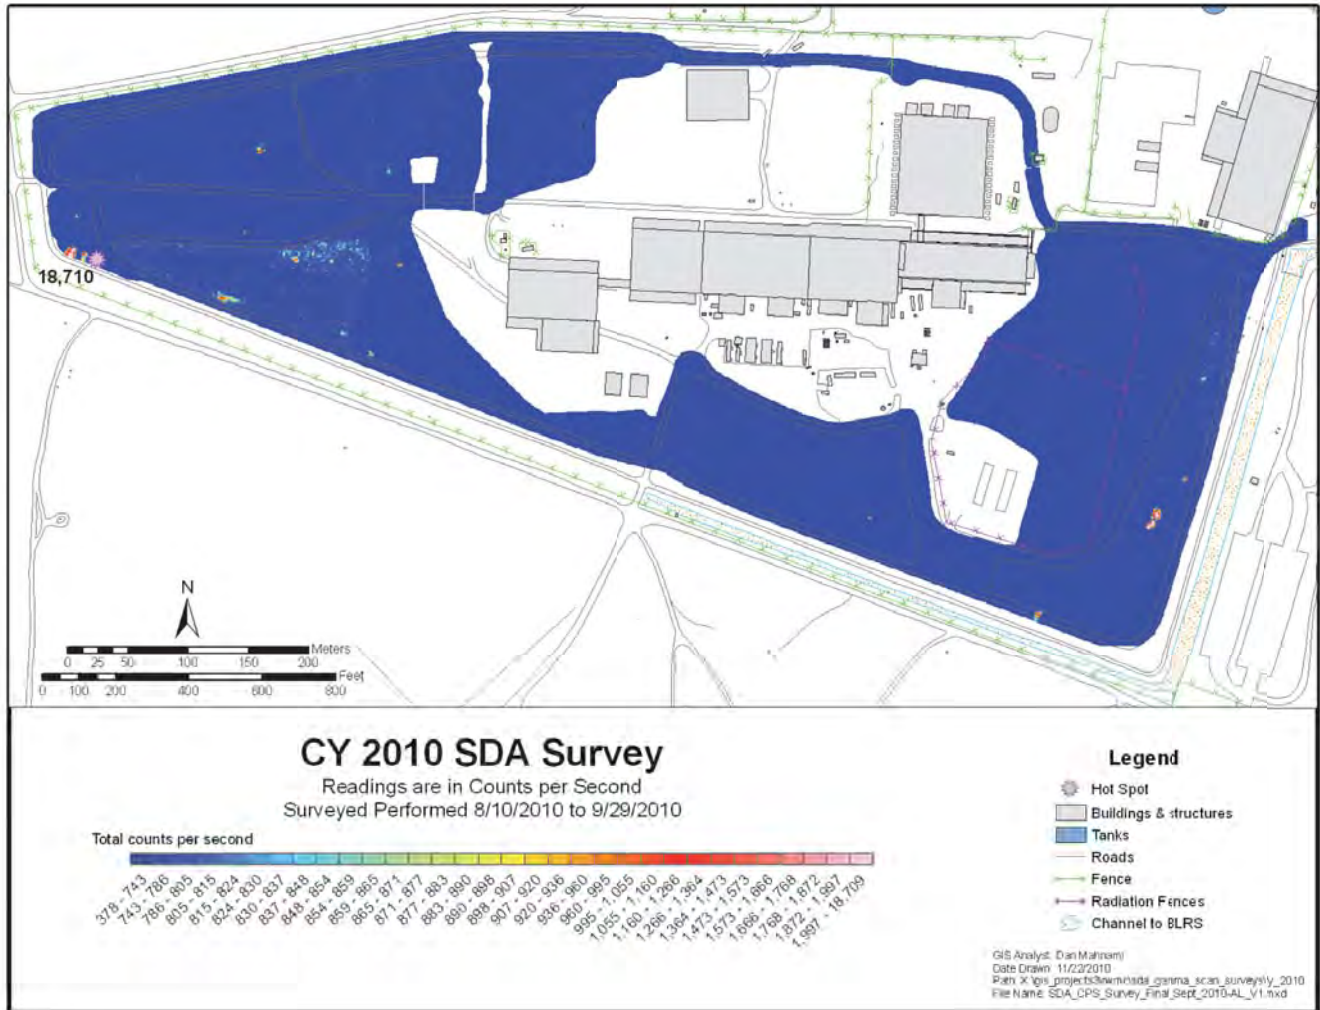 18,710
N
Meters
0 25 50 100 150 200
Feet
0 100 200 400 600 800
CY 2010 SDA Survey
Readings are in Counts per Second
Surveyed Performed 8/10/2010 to 9/29/2010
Total counts per second
378 - 743
743 - 786
786 - 805
805 - 815
815 - 824
824 - 830
830 - 837
837 - 848
848 - 854
854 - 859
859 - 865
865 - 871
871 - 877
877 - 883
883 - 890
890 - 898
898 - 907
907 - 920
920 - 936
936 - 960
960 - 995
995 - 1,055
1,055 - 1,160
1,160 - 1,266
1,266 - 1,364
1,364 - 1,473
1,473 - 1,573
1,573 - 1,666
1,666 - 1,768
1,768 - 1,872
1,872 - 1,997
1,997 - 18,709
Legend
Hot Spot
Buildings & structures
Tanks
Roads
Fence
Radiation Fences
Channel to BLRS
GIS Analyst: Dan
Date Drawn: 11/22/2010
Path:
File Name: SDA_CPS_Survey_Final_Sept_2010-AL_V1.mxd